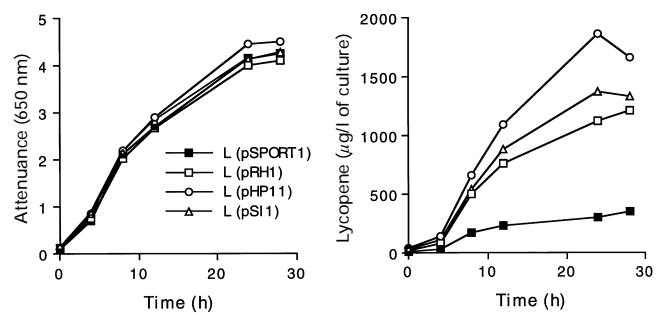 5
4
3
2
1
0
Attenuance (650 nm)
L (pSPORT1)
L (pRH1)
L (pHP11)
L (pSI1)
0 10 20 30
Time (h)
2000
1500
1000
500
0
Lycopene (µg/l of culture)
0 10 20 30
Time (h)